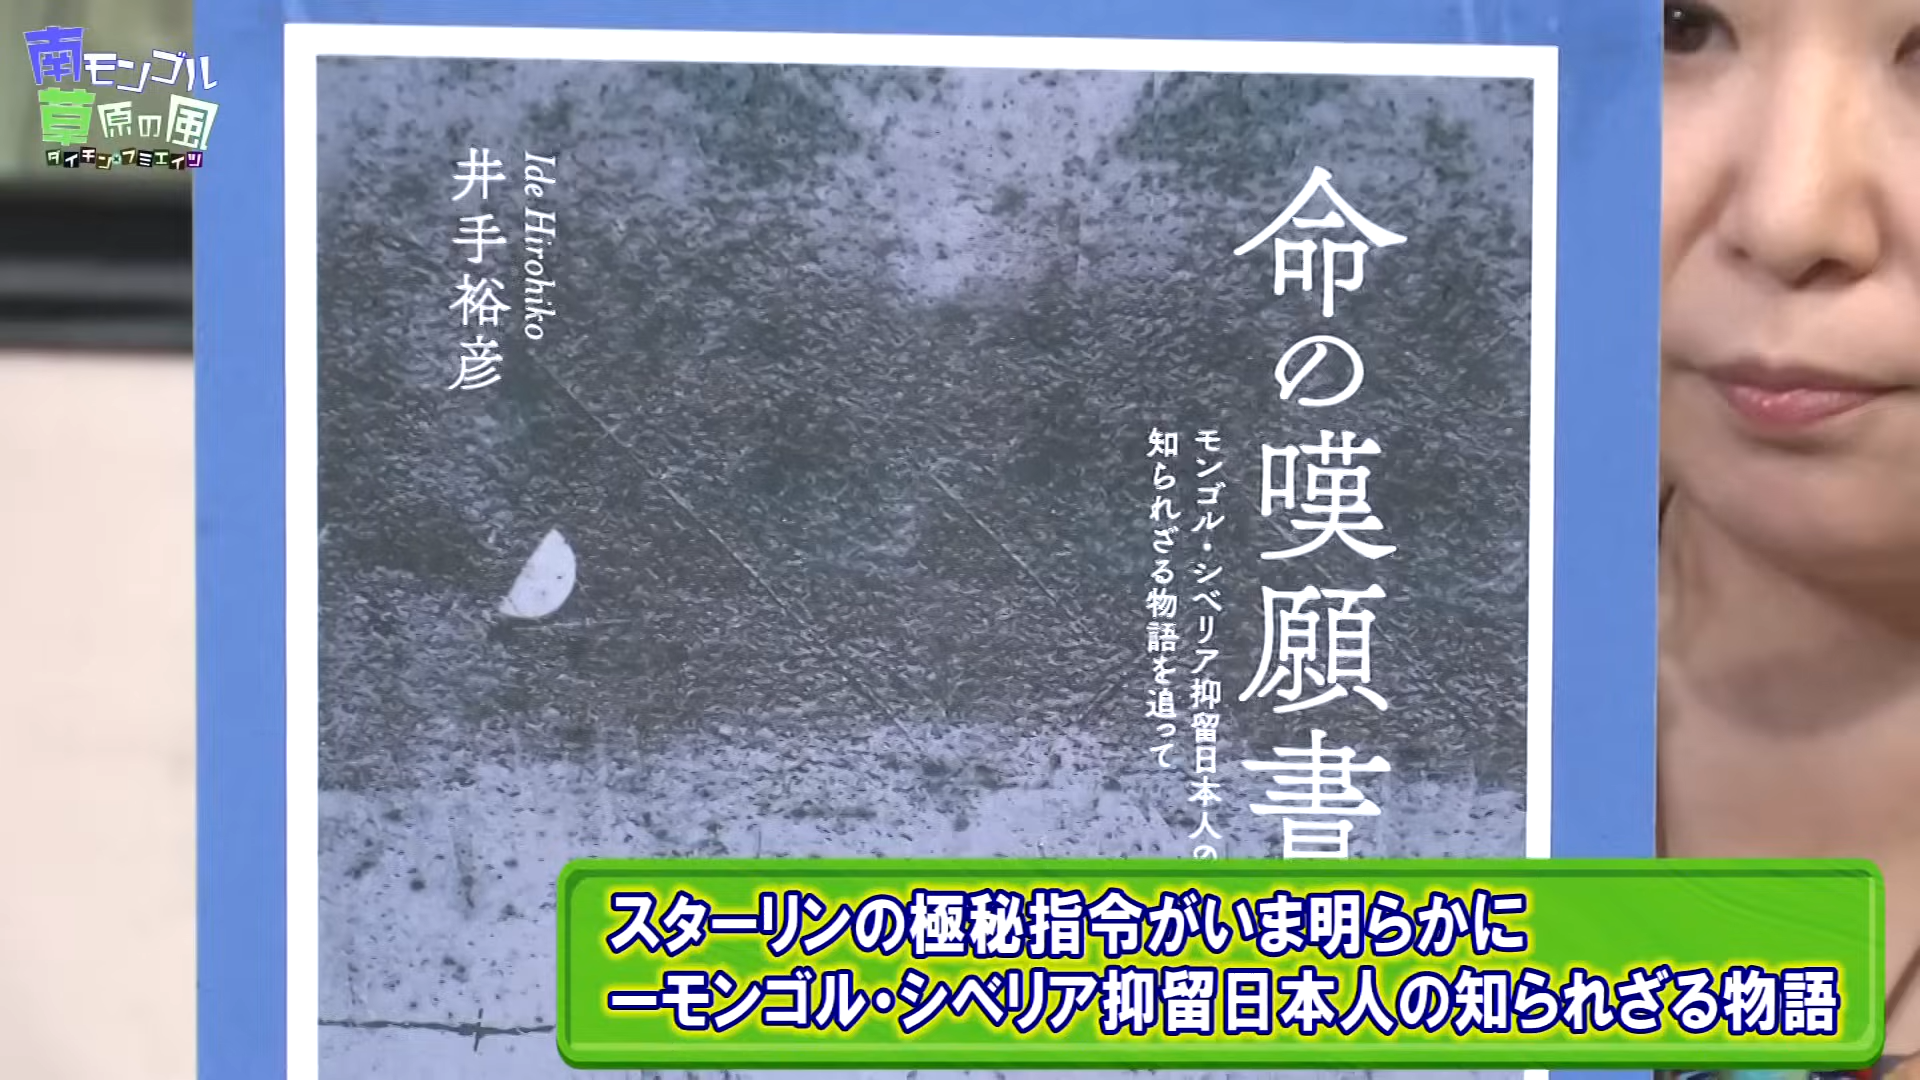 南モンゴル
草原の風
ダイチン×フミエイツ
命の嘆願書
モンゴル・シベリア抑留日本人の
知られざる物語を追って
Ide Hirohiko
井手裕彦
スターリンの極秘指令がいま明らかに
ーモンゴル・シベリア抑留日本人の知られざる物語